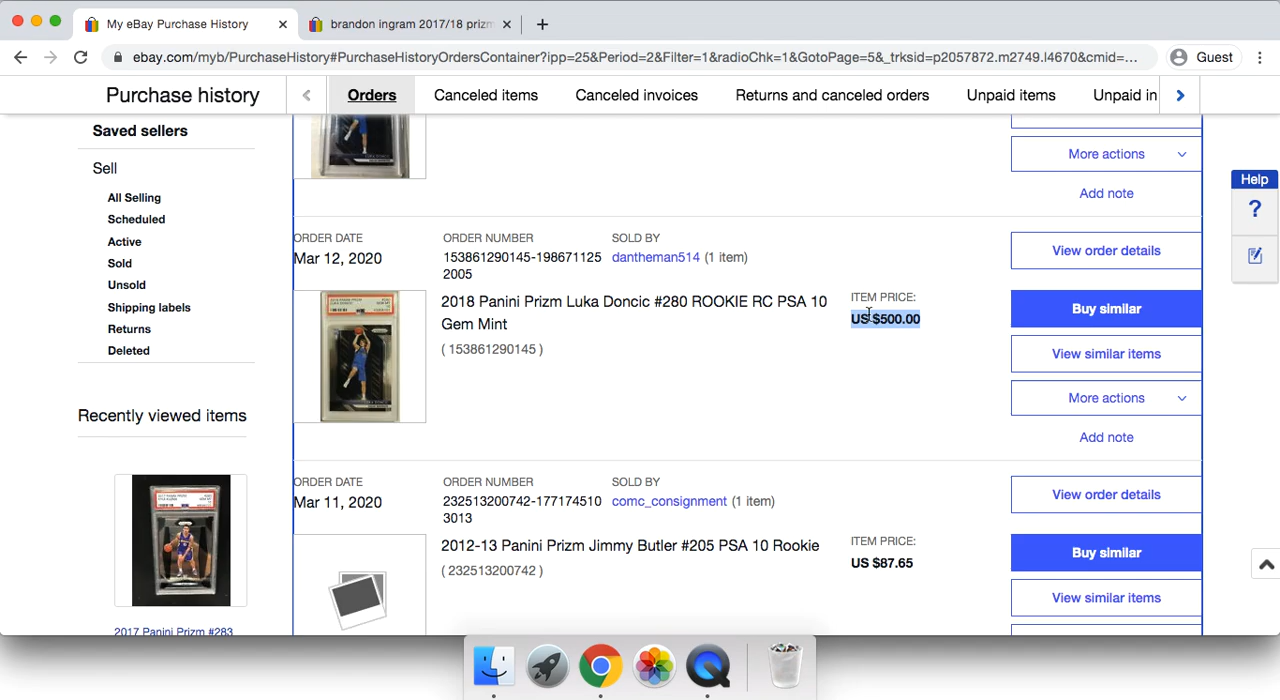 My eBay Purchase History
brandon ingram 2017/18 prizm
ebay.com/myb/PurchaseHistory#PurchaseHistoryOrdersContainer?ipp=25&Period=2&Filter=1&radioChk=1&GotoPage=5&_trksid=p2057872.m2749.l4670&cmid=...
Guest
Purchase history
Orders
Canceled items
Canceled invoices
Returns and canceled orders
Unpaid items
Unpaid in
Saved sellers
Sell
All Selling
Scheduled
Active
Sold
Unsold
Shipping labels
Returns
Deleted
Recently viewed items
2017 Panini Prizm #283
More actions
Add note
ORDER DATE
Mar 12, 2020
ORDER NUMBER
153861290145-198671125
2005
SOLD BY
dantheman514 (1 item)
View order details
2018 Panini Prizm Luka Doncic #280 ROOKIE RC PSA 10
Gem Mint
( 153861290145 )
ITEM PRICE:
US $500.00
Buy similar
View similar items
More actions
Add note
ORDER DATE
Mar 11, 2020
ORDER NUMBER
232513200742-177174510
3013
SOLD BY
comc_consignment (1 item)
View order details
2012-13 Panini Prizm Jimmy Butler #205 PSA 10 Rookie
( 232513200742 )
ITEM PRICE:
US $87.65
Buy similar
View similar items
Help
?